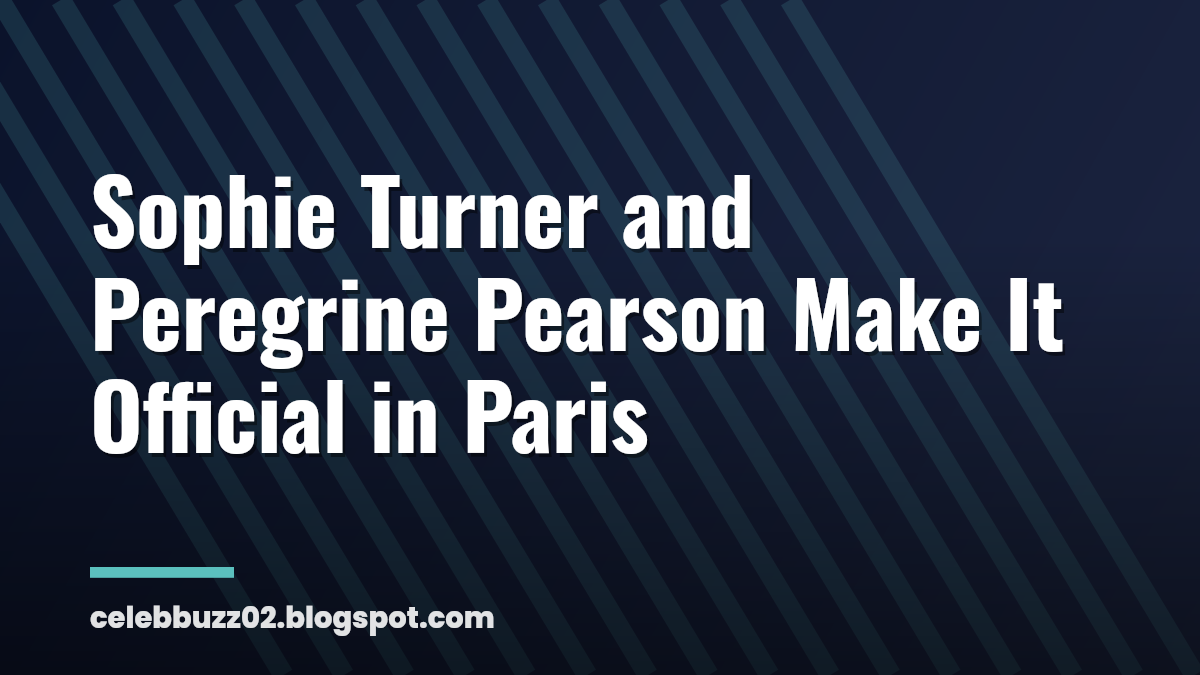 Sophie Turner and
Peregrine Pearson Make It
Official in Paris
celebbuzz02.blogspot.com